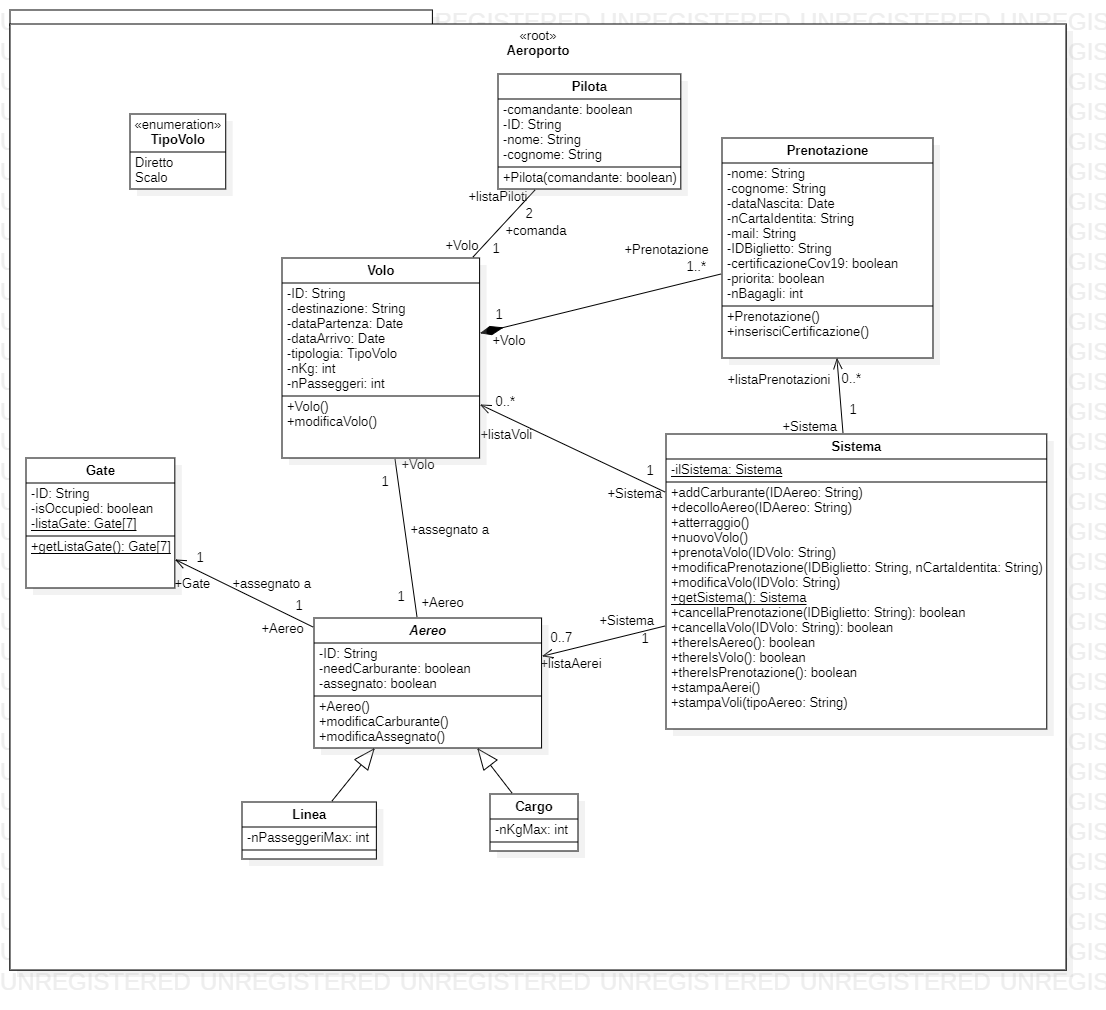 «root»
Aeroporto
Pilota
-comandante: boolean
-ID: String
-nome: String
-cognome: String
+Pilota(comandante: boolean)
«enumeration»
TipoVolo
Diretto
Scalo
Prenotazione
-nome: String
-cognome: String
-dataNascita: Date
-nCartaIdentita: String
-mail: String
-IDBiglietto: String
-certificazioneCov19: boolean
-priorita: boolean
-nBagagli: int
+Prenotazione()
+inserisciCertificazione()
+listaPiloti
2
+comanda
+Volo
1
+Prenotazione
1..*
1
+Volo
Volo
-ID: String
-destinazione: String
-dataPartenza: Date
-dataArrivo: Date
-tipologia: TipoVolo
-nKg: int
-nPasseggeri: int
+Volo()
+modificaVolo()
+listaPrenotazioni
0..*
1
+Sistema
0..*
+listaVoli
1
+Sistema
Sistema
-ilSistema: Sistema
+addCarburante(IDAereo: String)
+decolloAereo(IDAereo: String)
+atterraggio()
+nuovoVolo()
+prenotaVolo(IDVolo: String)
+modificaPrenotazione(IDBiglietto: String, nCartaIdentita: String)
+modificaVolo(IDVolo: String)
+getSistema(): Sistema
+cancellaPrenotazione(IDBiglietto: String): boolean
+cancellaVolo(IDVolo: String): boolean
+thereIsAereo(): boolean
+thereIsVolo(): boolean
+thereIsPrenotazione(): boolean
+stampaAerei()
+stampaVoli(tipoAereo: String)
Gate
-ID: String
-isOccupied: boolean
-listaGate: Gate[7]
+getListaGate(): Gate[7]
+Volo
1
+assegnato a
1
+Aereo
1
+Gate
+assegnato a
1
+Aereo
+Sistema
1
0..7
+listaAerei
Aereo
-ID: String
-needCarburante: boolean
-assegnato: boolean
+Aereo()
+modificaCarburante()
+modificaAssegnato()
Linea
-nPasseggeriMax: int
Cargo
-nKgMax: int
UNREGISTERED UNREGISTERED UNREGISTERED UNREGISTERED UNREGISTERED UNREGIS